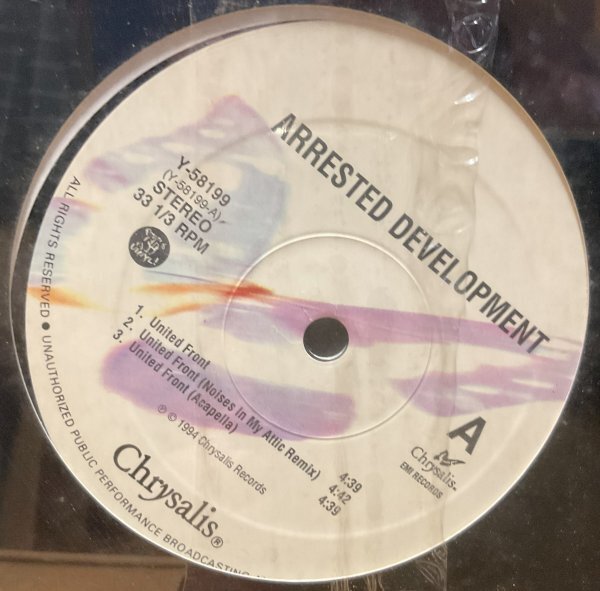 ARRESTED DEVELOPMENT
Y-58199
(Y-58199-A)
STEREO
33 1/3 RPM
1. United Front 4:39
2. United Front (Noises In My Attic Remix) 4:42
3. United Front (Acapella) 4:39
℗ © 1994 Chrysalis Records
A
Chrysalis™
EMI RECORDS
Chrysalis®
ALL RIGHTS RESERVED ● UNAUTHORIZED PUBLIC PERFORMANCE BROADCASTING